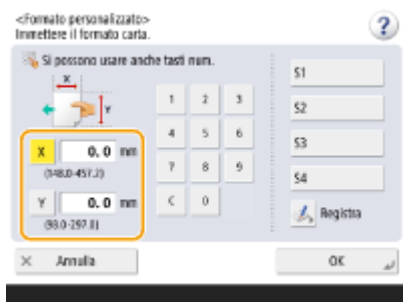 <Formato personalizzato>
Immettere il formato carta.
?
Si possono usare anche tasti num.
X
Y
1 2 3
4 5 6
7 8 9
C 0
X 0.0 mm
(148.0-457.2)
Y 0.0 mm
(98.0-297.0)
S1
S2
S3
S4
Registra
× Annulla
OK